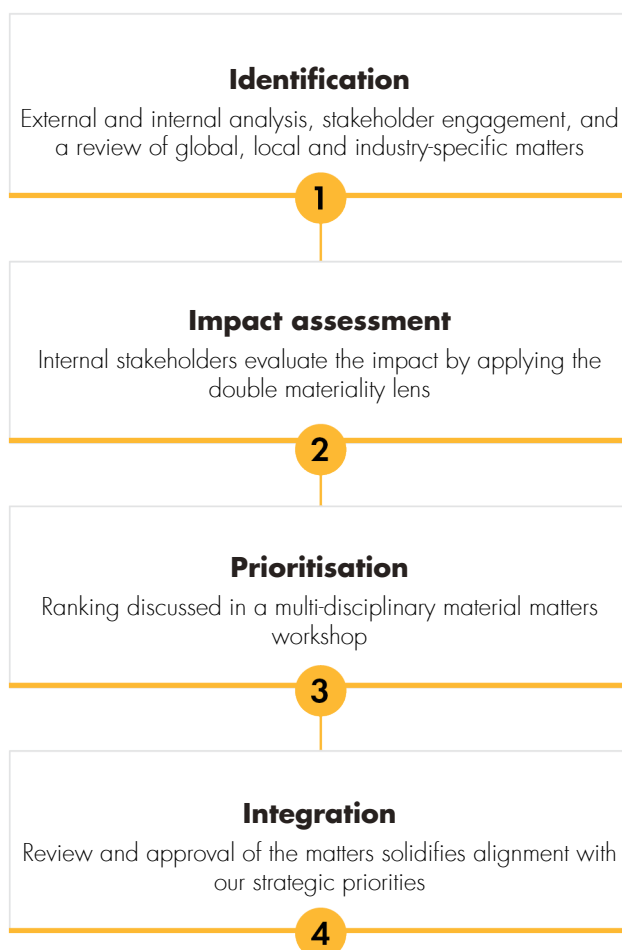 Identification
External and internal analysis, stakeholder engagement, and
a review of global, local and industry-specific matters
1
Impact assessment
Internal stakeholders evaluate the impact by applying the
double materiality lens
2
Prioritisation
Ranking discussed in a multi-disciplinary material matters
workshop
3
Integration
Review and approval of the matters solidifies alignment with
our strategic priorities
4